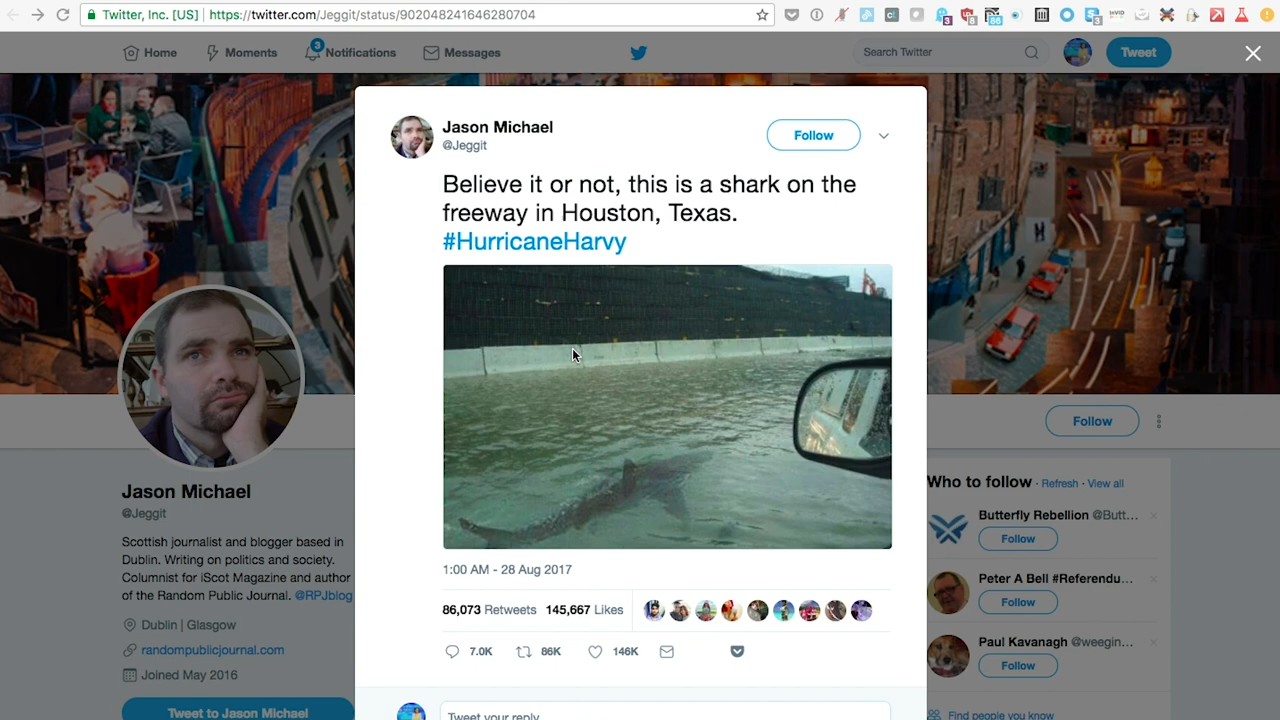 Twitter, Inc. [US]
https://twitter.com/Jeggit/status/902048241646280704
3
6
86
3
Home
Moments
3
Notifications
Messages
Search Twitter
Tweet
Jason Michael
@Jeggit
Follow
Believe it or not, this is a shark on the
freeway in Houston, Texas.
#HurricaneHarvy
1:00 AM - 28 Aug 2017
86,073 Retweets 145,667 Likes
7.0K 86K 146K
Tweet your reply
Jason Michael
@Jeggit
Scottish journalist and blogger based in
Dublin. Writing on politics and society.
Columnist for iScot Magazine and author
of the Random Public Journal. @RPJblog
Dublin | Glasgow
randompublicjournal.com
Joined May 2016
Tweet to Jason Michael
Follow
Who to follow · Refresh · View all
Butterfly Rebellion @Butt...
Follow
Peter A Bell #Referendu...
Follow
Paul Kavanagh @weegin...
Follow
Find people you know